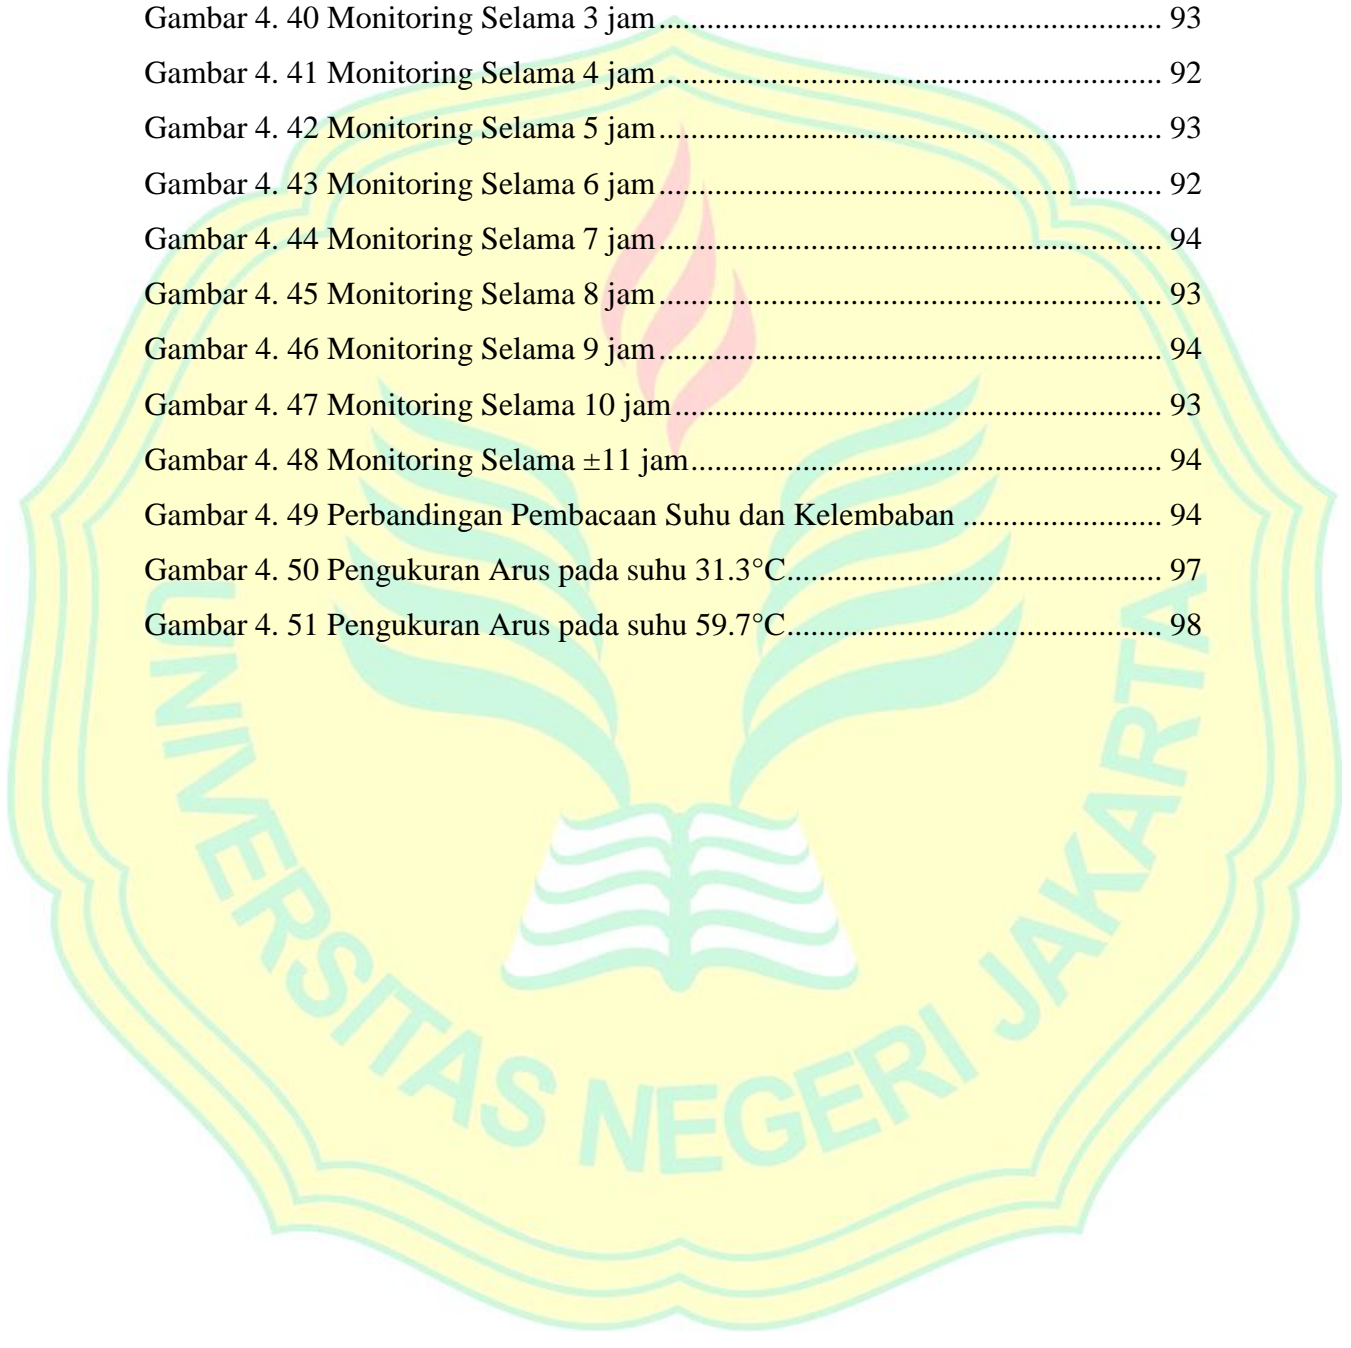 Gambar 4. 40 Monitoring Selama 3 jam ............................................................... 93
Gambar 4. 41 Monitoring Selama 4 jam ............................................................... 92
Gambar 4. 42 Monitoring Selama 5 jam ............................................................... 93
Gambar 4. 43 Monitoring Selama 6 jam ............................................................... 92
Gambar 4. 44 Monitoring Selama 7 jam ............................................................... 94
Gambar 4. 45 Monitoring Selama 8 jam ............................................................... 93
Gambar 4. 46 Monitoring Selama 9 jam ............................................................... 94
Gambar 4. 47 Monitoring Selama 10 jam ............................................................. 93
Gambar 4. 48 Monitoring Selama ±11 jam ........................................................... 94
Gambar 4. 49 Perbandingan Pembacaan Suhu dan Kelembaban ......................... 94
Gambar 4. 50 Pengukuran Arus pada suhu 31.3°C ............................................... 97
Gambar 4. 51 Pengukuran Arus pada suhu 59.7°C ............................................... 98
UNIVERSITAS NEGERI JAKARTA